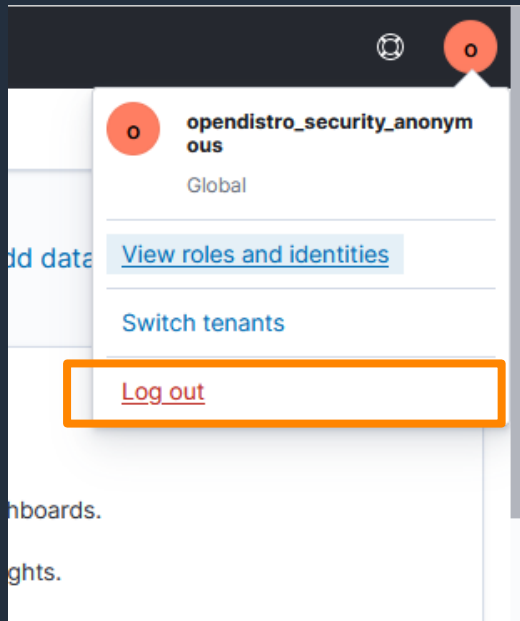 o
o
opendistro_security_anonym
ous
Global
dd data
View roles and identities
Switch tenants
Log out
hboards.
ghts.